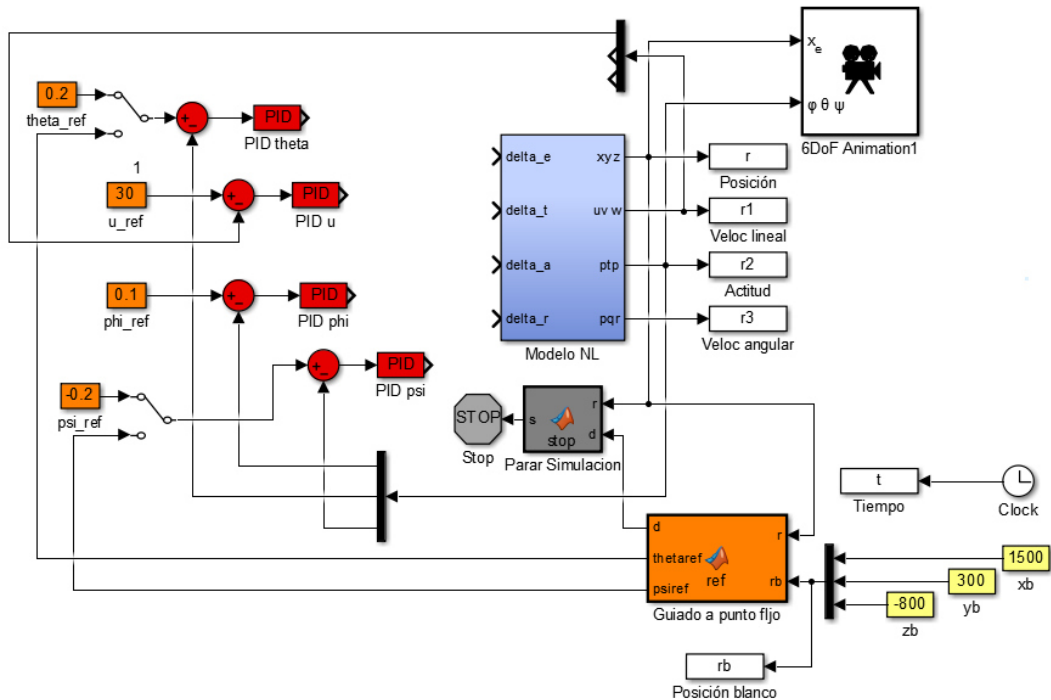 x_e
φ θ ψ
6DoF Animation1
0.2
theta_ref
+
-
PID
PID theta
1
30
u_ref
+
-
PID
PID u
0.1
phi_ref
+
-
PID
PID phi
-0.2
psi_ref
+
-
PID
PID psi
delta_e
xyz
delta_t
uv w
delta_a
ptp
delta_r
pqr
Modelo NL
r
Posición
r1
Veloc lineal
r2
Actitud
r3
Veloc angular
STOP
Stop
s
r
d
stop
Parar Simulacion
t
Tiempo
Clock
d
thetaref
psiref
ref
r
rb
Guiado a punto fIjo
1500
xb
300
yb
-800
zb
rb
Posición blanco